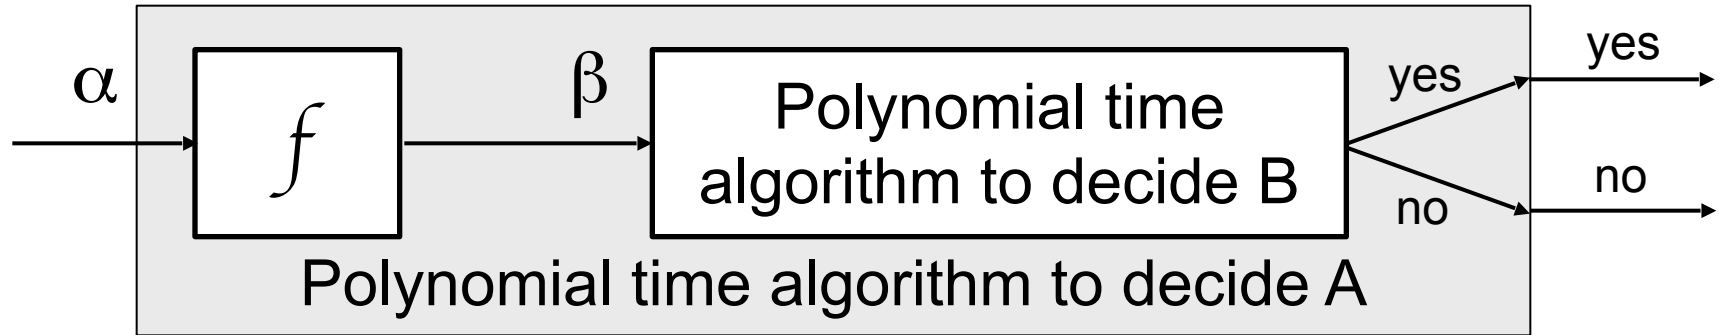 α
f
β
Polynomial time
algorithm to decide B
yes
no
yes
no
Polynomial time algorithm to decide A